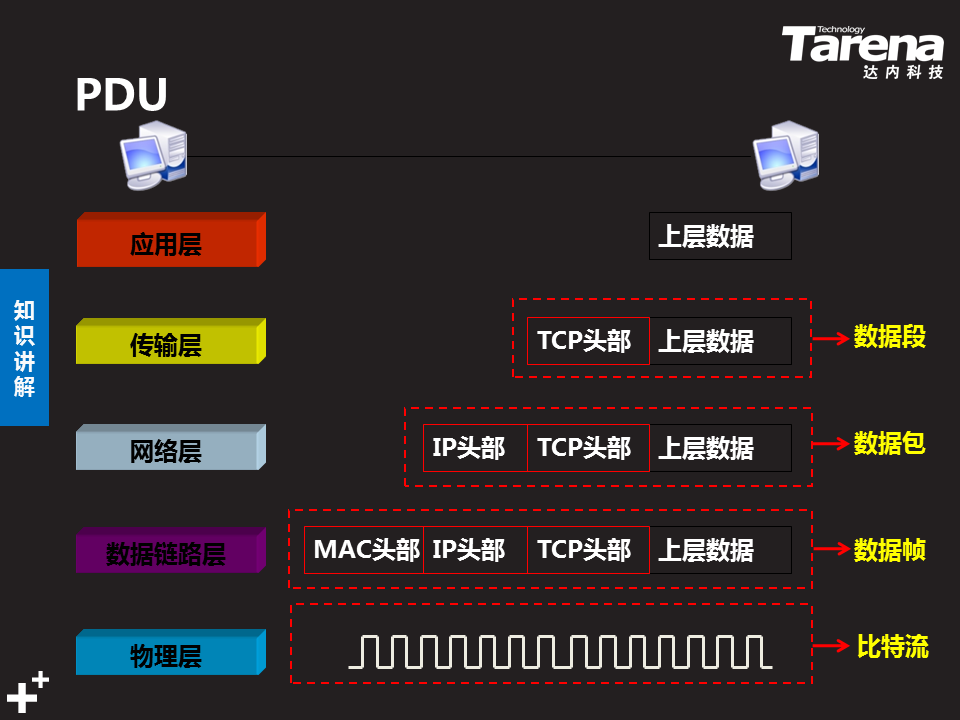 Technology
Tarena
达内科技
PDU
应用层
上层数据
知识讲解
传输层
TCP头部 上层数据
数据段
网络层
IP头部 TCP头部 上层数据
数据包
数据链路层
MAC头部 IP头部 TCP头部 上层数据
数据帧
物理层
比特流